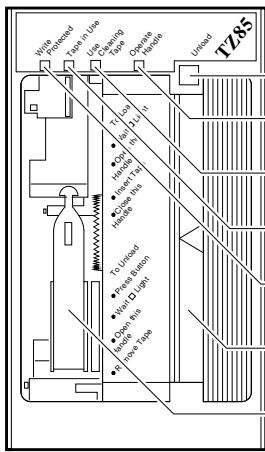 Write
Protected
Tape in Use
Use
Cleaning
Tape
Operate
Handle
Unload
TZ85
To Load
Wait Light
Open this
Handle
Insert Tape
Close this
Handle
To Unload
Press Button
Wait Light
Open this
Handle
Remove Tape